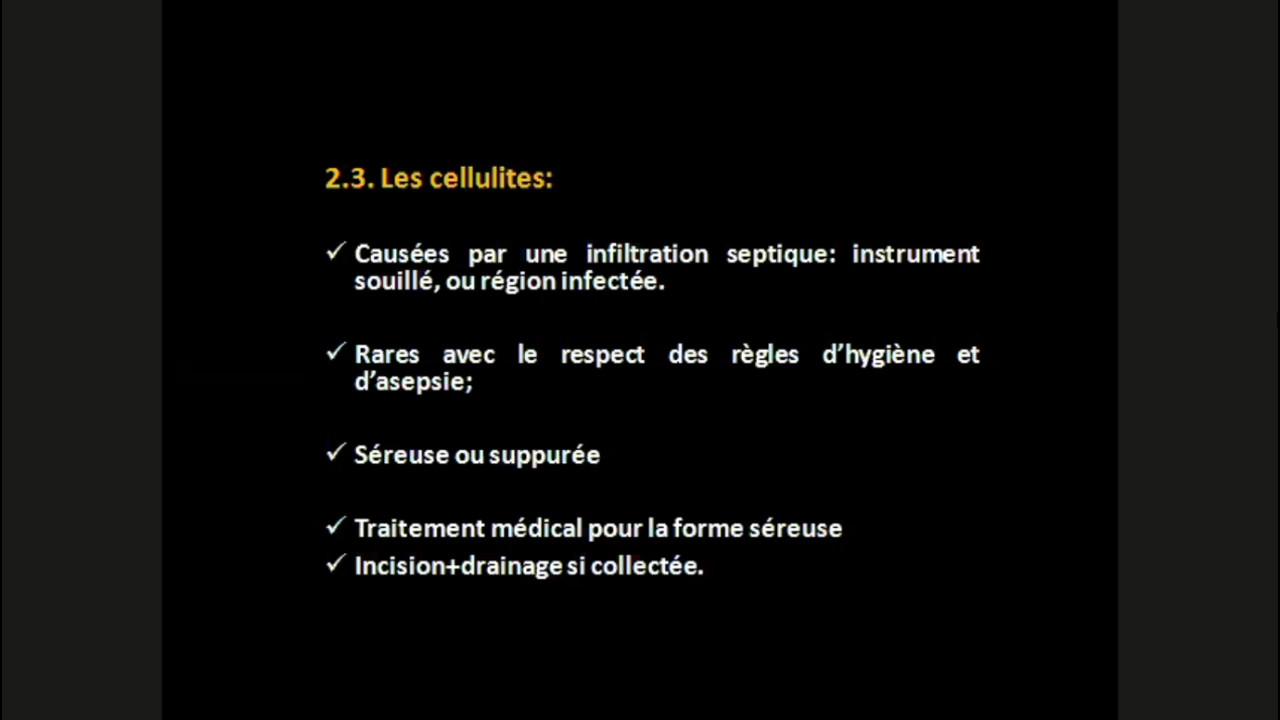 2.3. Les cellulites:
✓ Causées par une infiltration septique: instrument
souillé, ou région infectée.
✓ Rares avec le respect des règles d’hygiène et
d’asepsie;
✓ Séreuse ou suppurée
✓ Traitement médical pour la forme séreuse
✓ Incision+drainage si collectée.